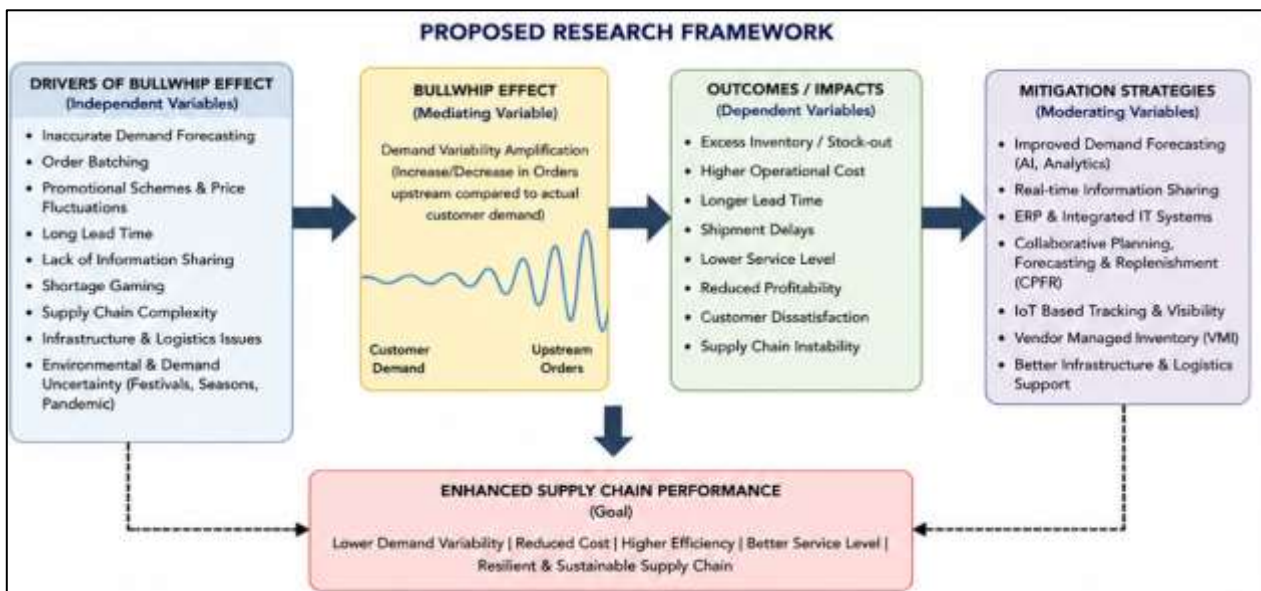 PROPOSED RESEARCH FRAMEWORK
DRIVERS OF BULLWHIP EFFECT
(Independent Variables)
• Inaccurate Demand Forecasting
• Order Batching
• Promotional Schemes & Price
Fluctuations
• Long Lead Time
• Lack of Information Sharing
• Shortage Gaming
• Supply Chain Complexity
• Infrastructure & Logistics Issues
• Environmental & Demand
Uncertainty (Festivals, Seasons,
Pandemic)
BULLWHIP EFFECT
(Mediating Variable)
Demand Variability Amplification
(Increase/Decrease in Orders
upstream compared to actual
customer demand)
Customer
Demand
Upstream
Orders
OUTCOMES / IMPACTS
(Dependent Variables)
• Excess Inventory / Stock-out
• Higher Operational Cost
• Longer Lead Time
• Shipment Delays
• Lower Service Level
• Reduced Profitability
• Customer Dissatisfaction
• Supply Chain Instability
MITIGATION STRATEGIES
(Moderating Variables)
• Improved Demand Forecasting
(AI, Analytics)
• Real-time Information Sharing
• ERP & Integrated IT Systems
• Collaborative Planning,
Forecasting & Replenishment
(CPFR)
• IoT Based Tracking & Visibility
• Vendor Managed Inventory (VMI)
• Better Infrastructure & Logistics
Support
ENHANCED SUPPLY CHAIN PERFORMANCE
(Goal)
Lower Demand Variability | Reduced Cost | Higher Efficiency | Better Service Level |
Resilient & Sustainable Supply Chain